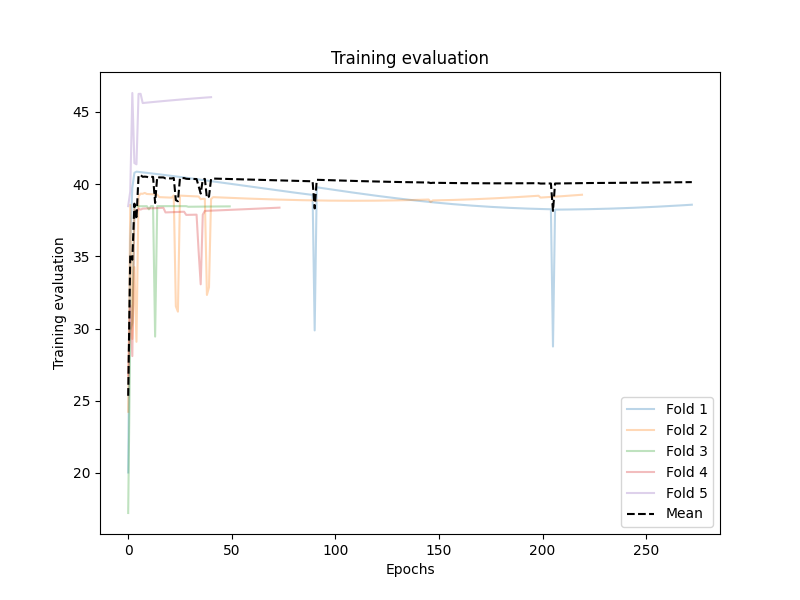 Training evaluation
Training evaluation
45
40
35
30
25
20
0 50 100 150 200 250
Epochs
Fold 1
Fold 2
Fold 3
Fold 4
Fold 5
Mean